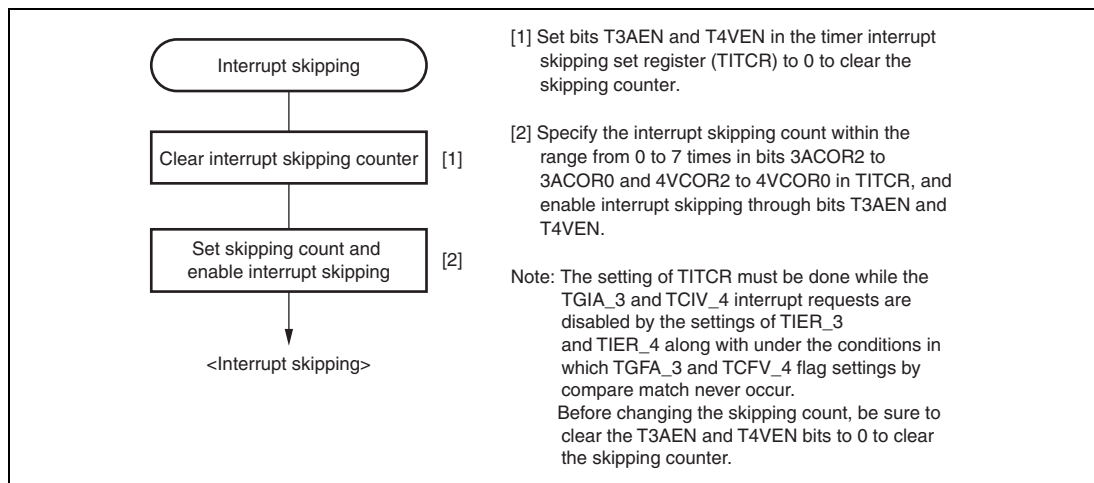 Interrupt skipping
Clear interrupt skipping counter
[1]
Set skipping count and
enable interrupt skipping
[2]
<Interrupt skipping>
[1] Set bits T3AEN and T4VEN in the timer interrupt
skipping set register (TITCR) to 0 to clear the
skipping counter.
[2] Specify the interrupt skipping count within the
range from 0 to 7 times in bits 3ACOR2 to
3ACOR0 and 4VCOR2 to 4VCOR0 in TITCR, and
enable interrupt skipping through bits T3AEN and
T4VEN.
Note: The setting of TITCR must be done while the
TGIA_3 and TCIV_4 interrupt requests are
disabled by the settings of TIER_3
and TIER_4 along with under the conditions in
which TGFA_3 and TCFV_4 flag settings by
compare match never occur.
Before changing the skipping count, be sure to
clear the T3AEN and T4VEN bits to 0 to clear
the skipping counter.